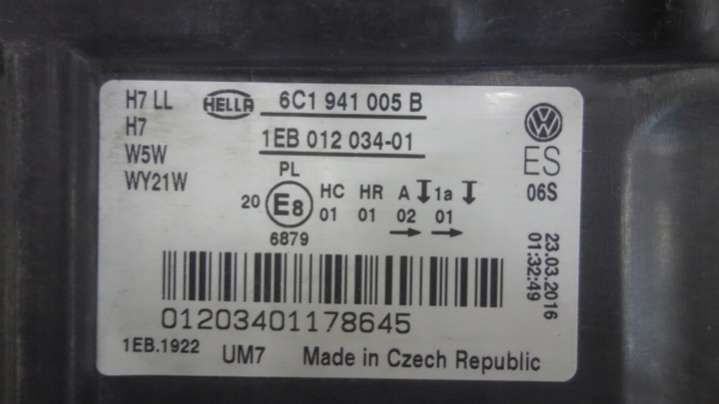 H7 LL
H7
W5W
WY21W
HELLA 6C1 941 005 B
1EB 012 034-01
PL
20 E8
6879
HC HR A 1a
01 01 02 01
ES
06S
23.03.2016
01:32:49
01203401178645
1EB.1922 UM7 Made in Czech Republic